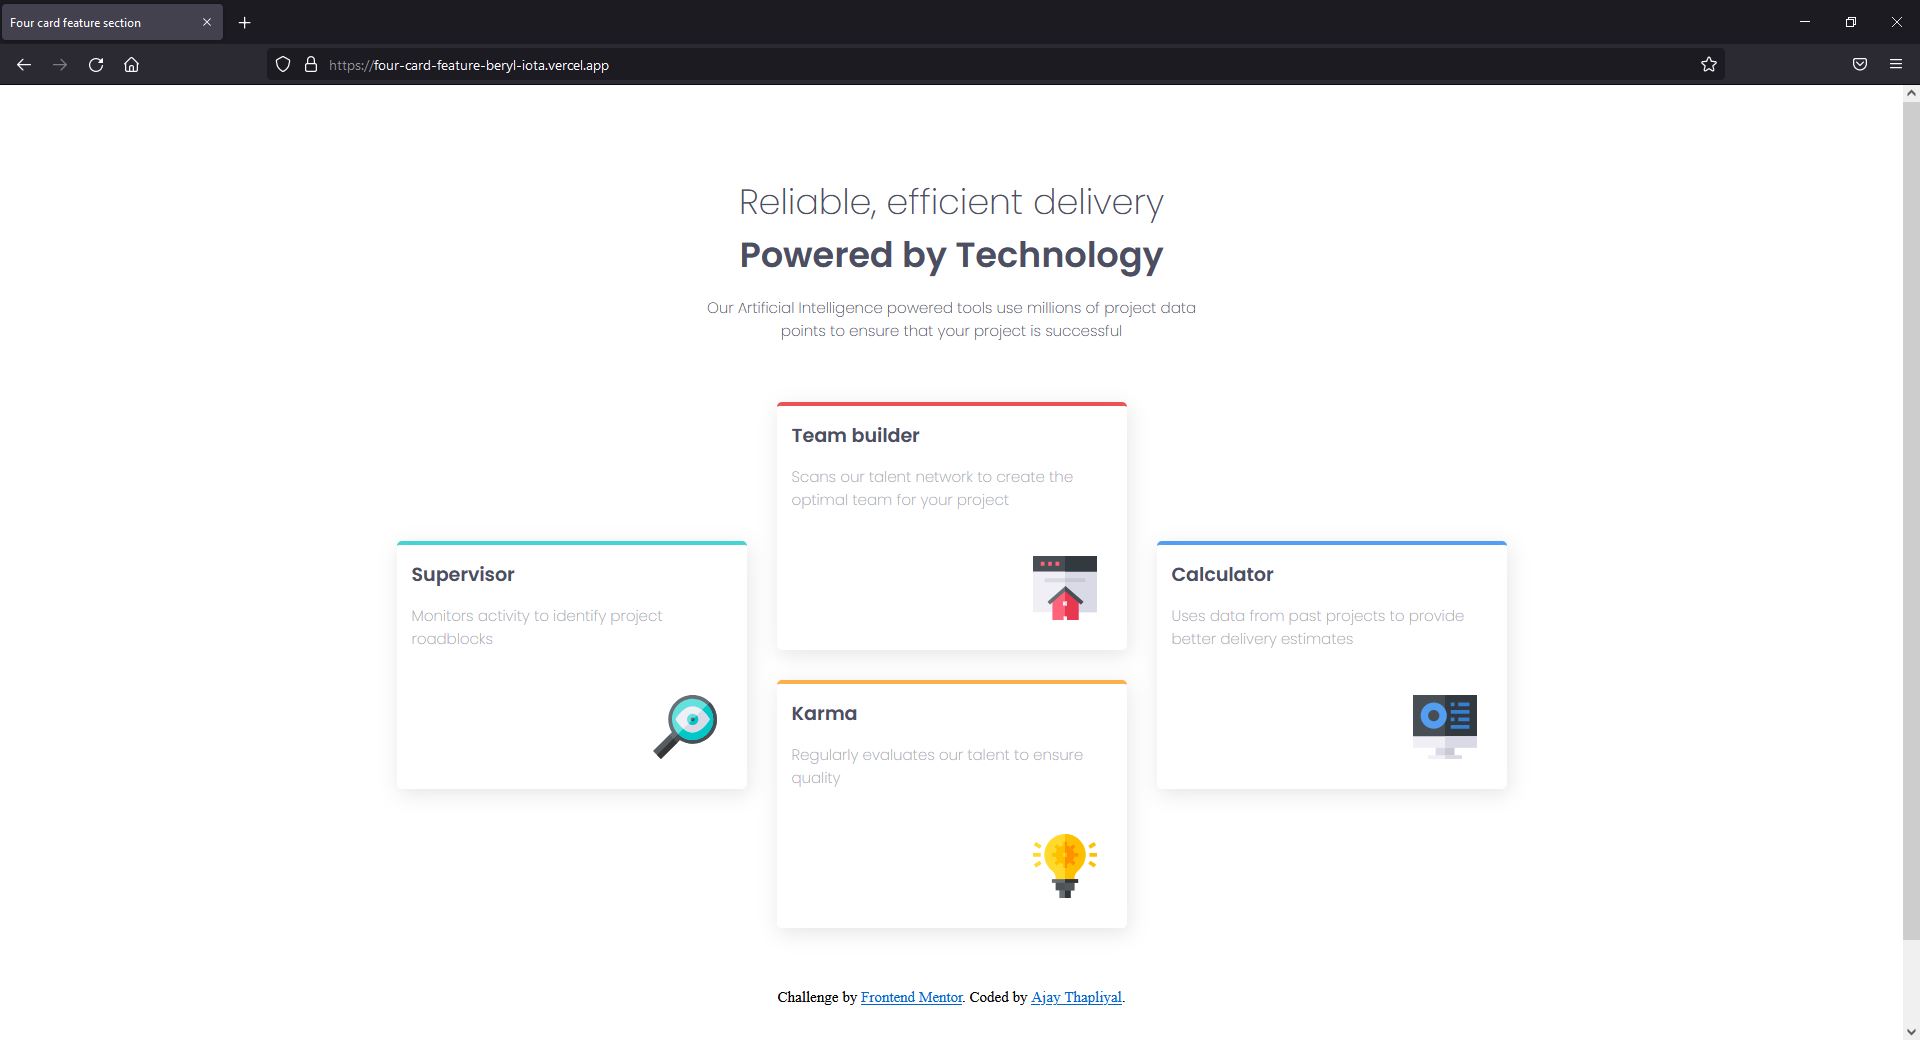 Four card feature section
https://four-card-feature-beryl-iota.vercel.app
Reliable, efficient delivery
Powered by Technology
Our Artificial Intelligence powered tools use millions of project data
points to ensure that your project is successful
Team builder
Scans our talent network to create the
optimal team for your project
Supervisor
Monitors activity to identify project
roadblocks
Calculator
Uses data from past projects to provide
better delivery estimates
Karma
Regularly evaluates our talent to ensure
quality
Challenge by Frontend Mentor. Coded by Ajay Thapliyal.